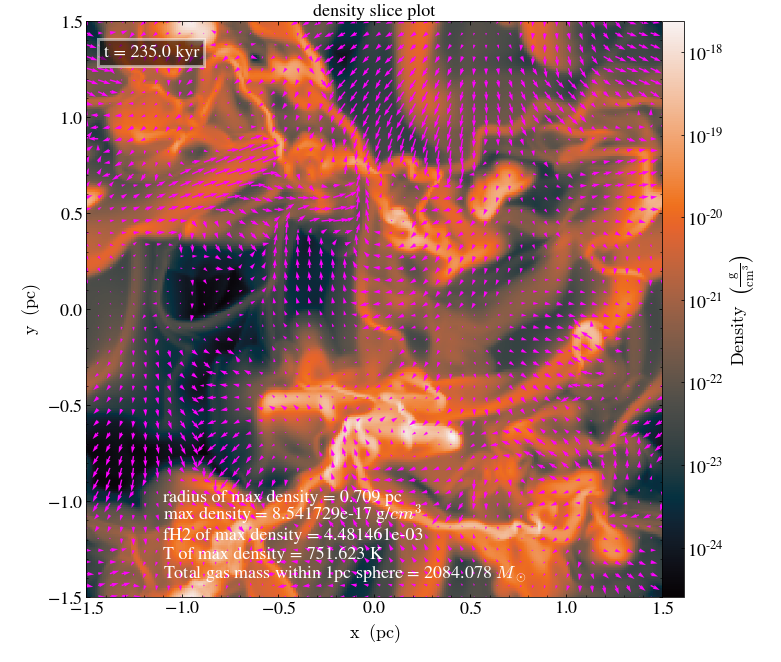 density slice plot
t = 235.0 kyr
1.5
1.0
0.5
0.0
−0.5
−1.0
−1.5
y (pc)
radius of max density = 0.709 pc
max density = 8.541729e-17 g/cm³
fH2 of max density = 4.481461e-03
T of max density = 751.623 K
Total gas mass within 1pc sphere = 2084.078 M⊙
−1.5 −1.0 −0.5 0.0 0.5 1.0 1.5
x (pc)
10⁻¹⁸
10⁻¹⁹
10⁻²⁰
10⁻²¹
10⁻²²
10⁻²³
10⁻²⁴
Density (g/cm³)